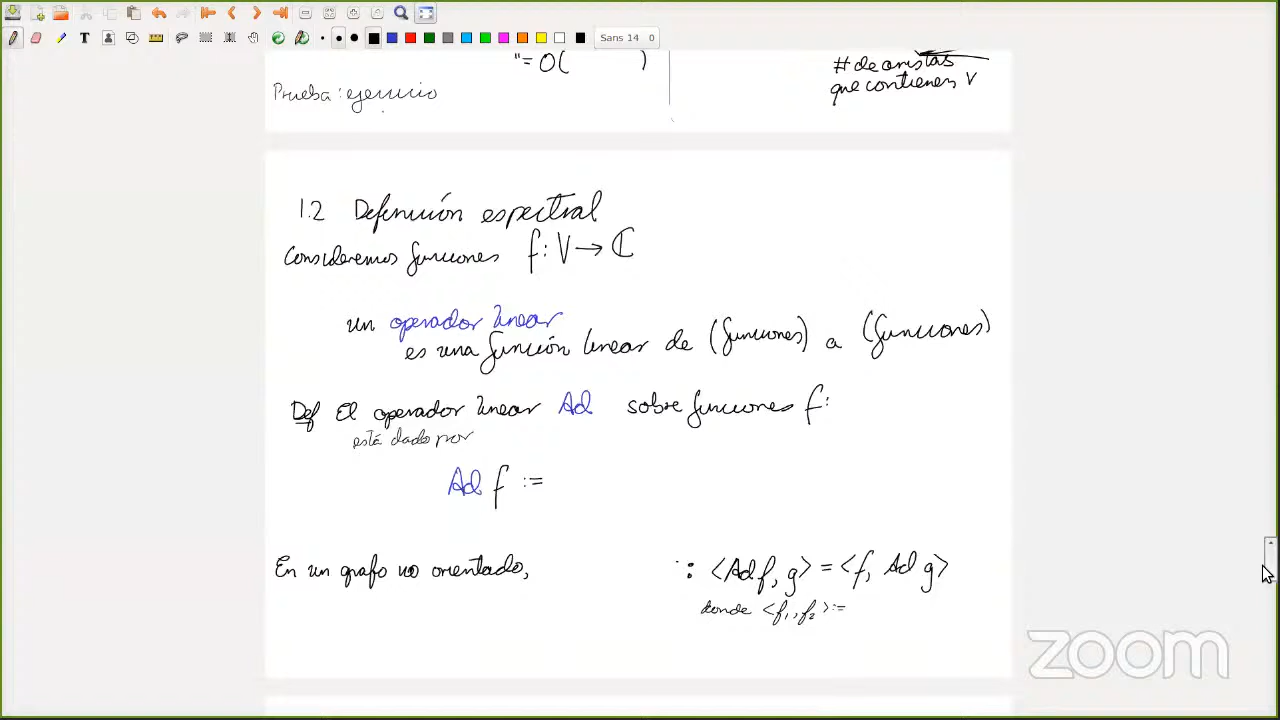 Sans 14 0
"= O( )
# de aristas
que contienen V
Prueba: ejercicio
1.2 Definición espectral
Consideremos funciones f: V → ℂ
un operador linear
es una función linear de (funciones) a (funciones)
Def El operador linear Ad sobre funciones f:
está dado por
Ad f :=
En un grafo no orientado, : <Ad f, g> = <f, Ad g>
donde <f₁, f₂> :=
zoom